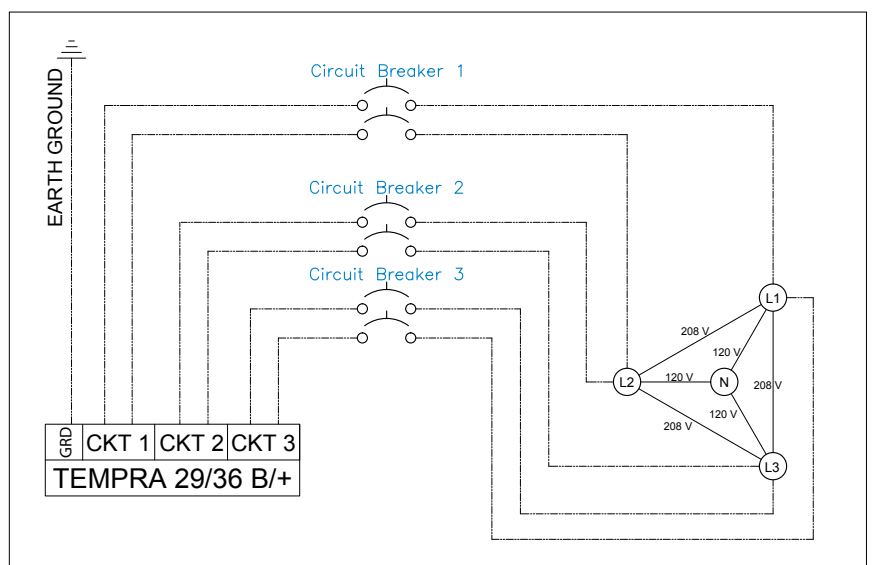 EARTH GROUND
Circuit Breaker 1
Circuit Breaker 2
Circuit Breaker 3
L1
208 V
120 V
L2
120 V
N
208 V
120 V
208 V
L3
GRD
CKT 1
CKT 2
CKT 3
TEMPRA 29/36 B/+